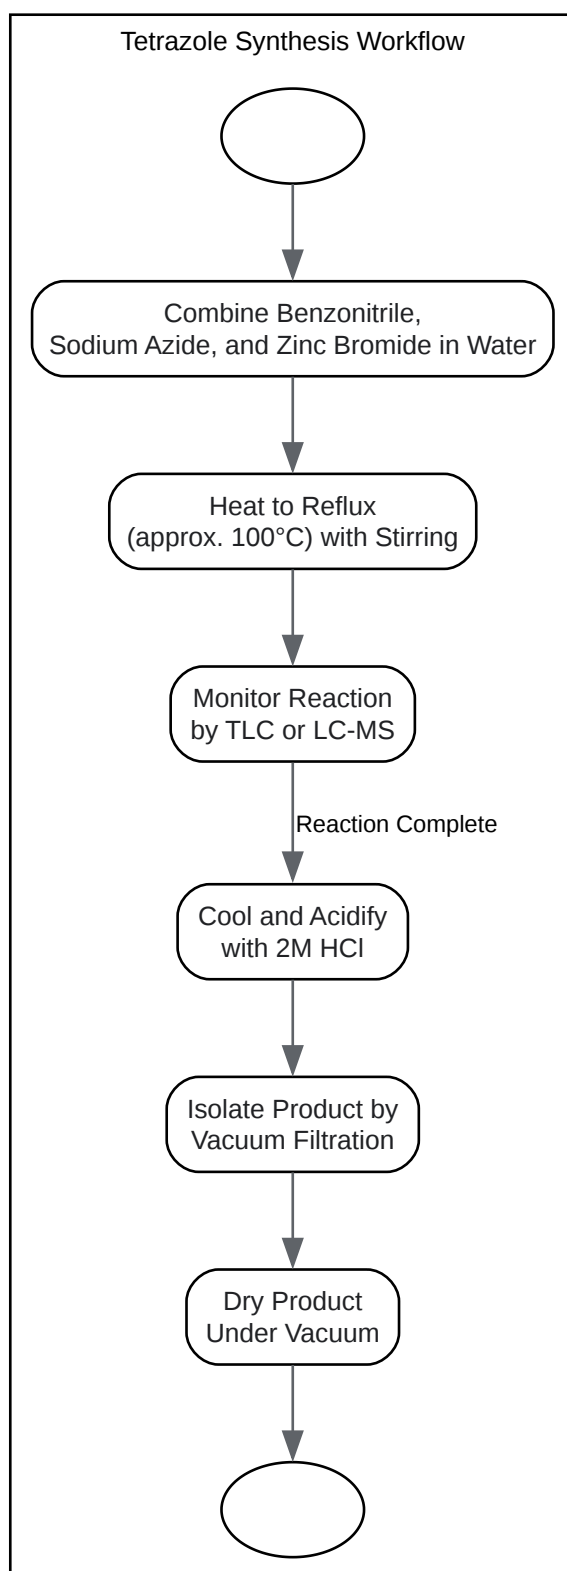 Tetrazole Synthesis Workflow
Combine Benzonitrile,
Sodium Azide, and Zinc Bromide in Water
Heat to Reflux
(approx. 100°C) with Stirring
Monitor Reaction
by TLC or LC-MS
Reaction Complete
Cool and Acidify
with 2M HCl
Isolate Product by
Vacuum Filtration
Dry Product
Under Vacuum